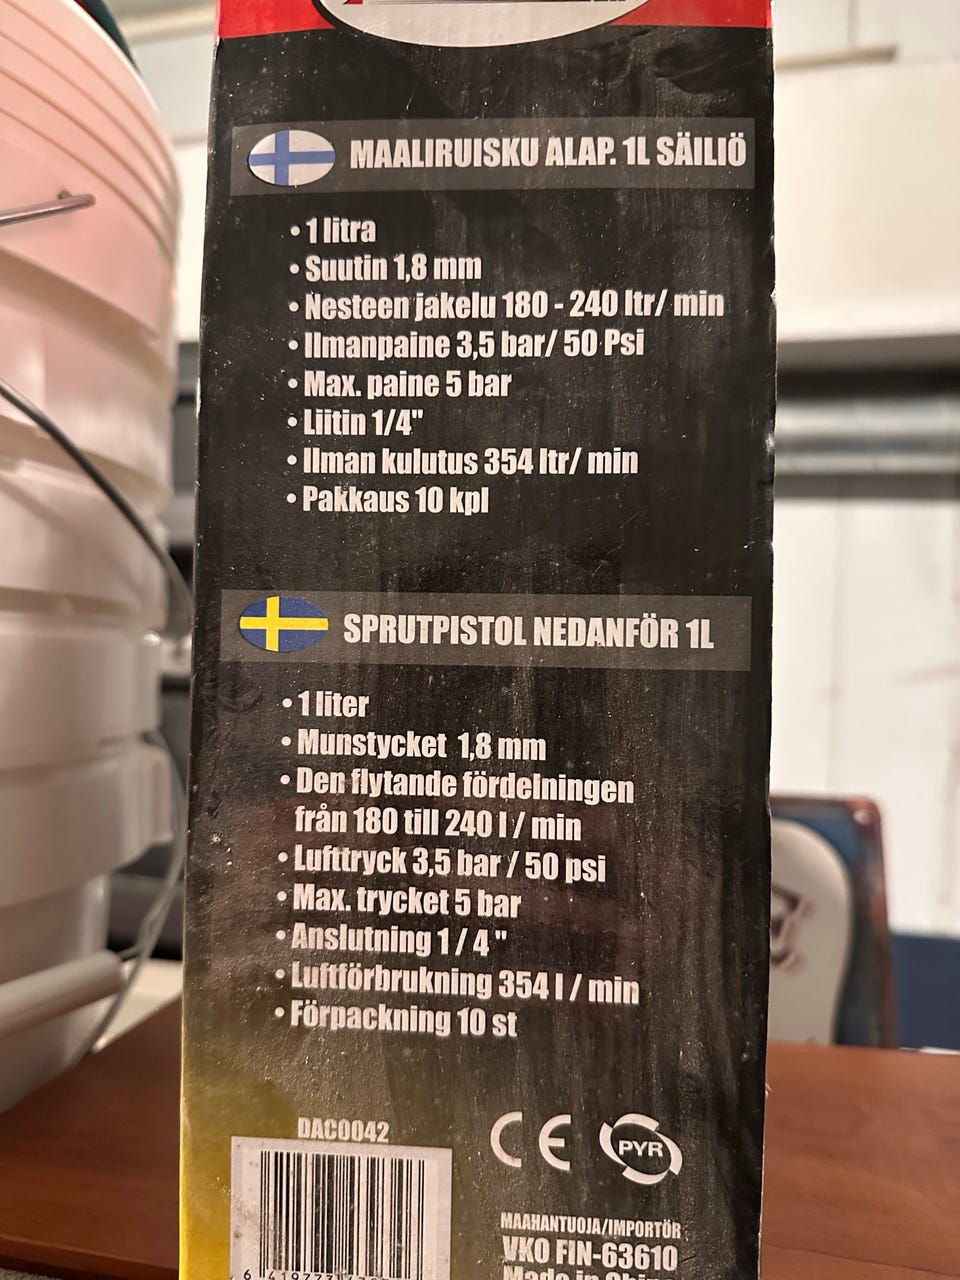 MAALIRUISKU ALAP. 1L SÄILIÖ
• 1 litra
• Suutin 1,8 mm
• Nesteen jakelu 180 - 240 ltr/ min
• Ilmanpaine 3,5 bar/ 50 Psi
• Max. paine 5 bar
• Liitin 1/4"
• Ilman kulutus 354 ltr/ min
• Pakkaus 10 kpl
SPRUTPISTOL NEDANFÖR 1L
• 1 liter
• Munstycket 1,8 mm
• Den flytande fördelningen
från 180 till 240 l / min
• Lufttryck 3,5 bar / 50 psi
• Max. trycket 5 bar
• Anslutning 1 / 4 "
• Luftförbrukning 354 l / min
• Förpackning 10 st
DAC0042
CE PYR
MAAHANTUOJA/IMPORTÖR
VKO FIN-63610
Made in China